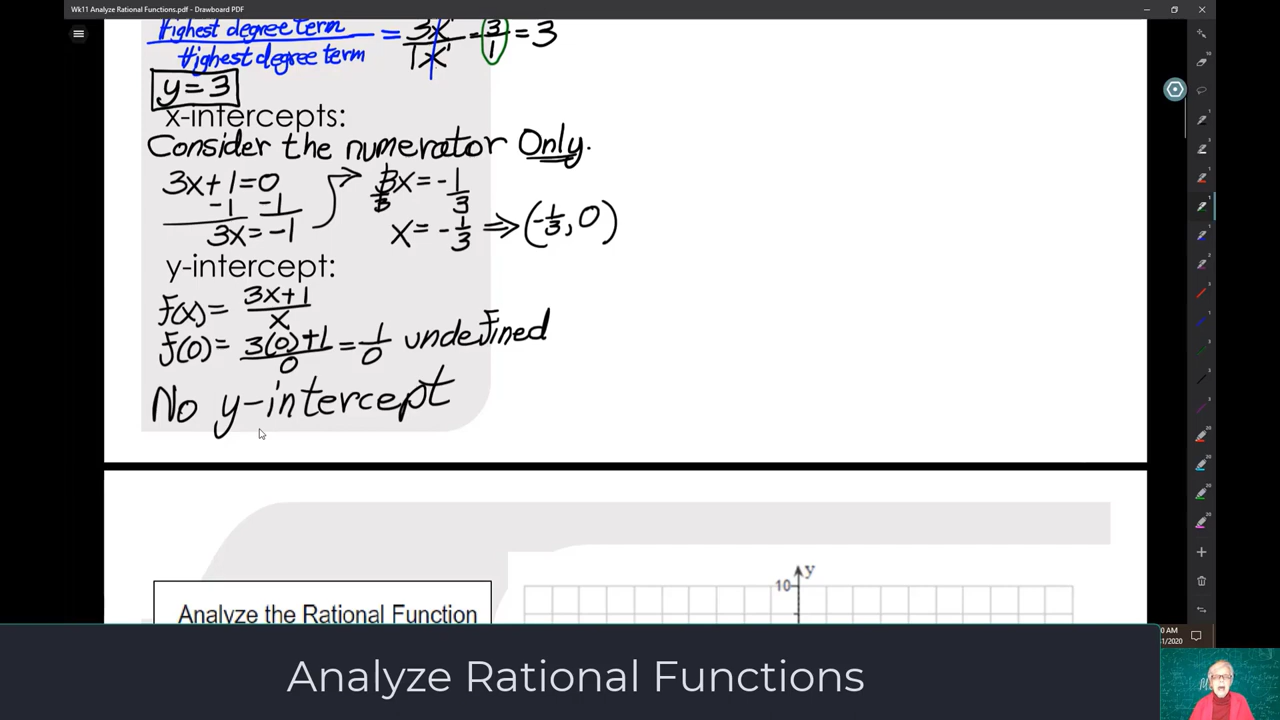 Wk11 Analyze Rational Functions.pdf - Drawboard PDF
Highest degree term
Highest degree term
= 3x¹/1x¹ = 3/1 = 3
y = 3
x-intercepts:
Consider the numerator Only.
3x+1=0
-1 -1
3x = -1
3x/3 = -1/3
x = -1/3 ⇒ (-1/3, 0)
y-intercept:
f(x) = 3x+1/x
f(0) = 3(0)+1/0 = 1/0 undefined
No y-intercept
10 y
Analyze the Rational Function
Analyze Rational Functions